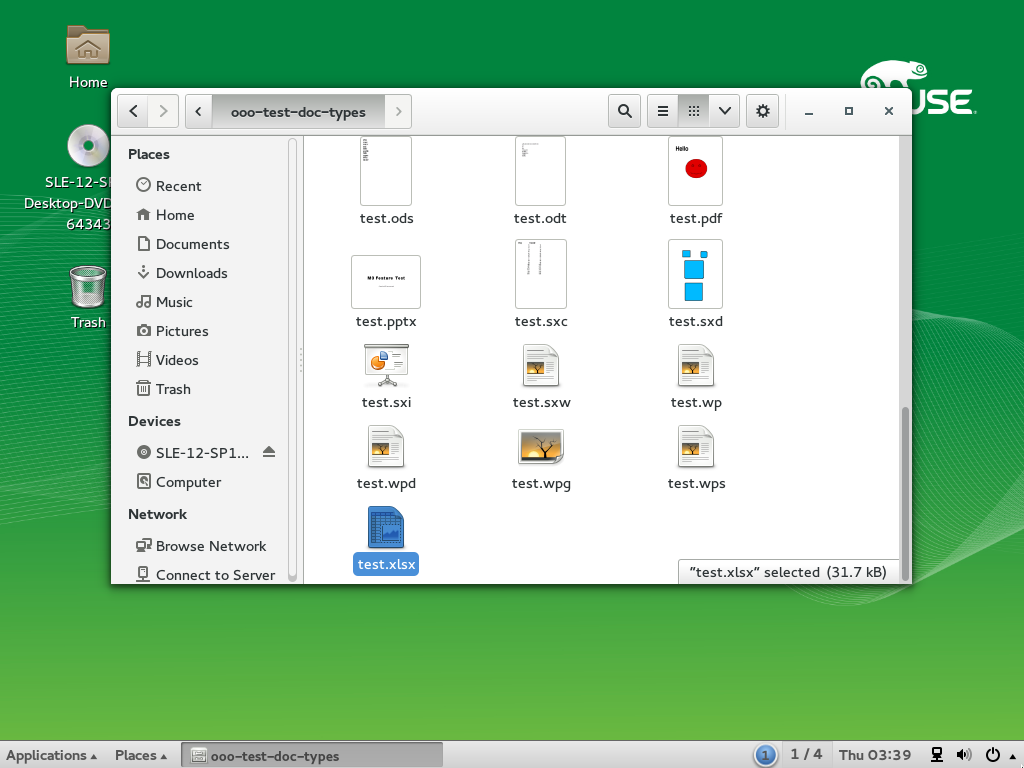 Home
SLE-12-SP
Desktop-DVD
64343
Trash
USE
ooo-test-doc-types
Places
Recent
Home
Documents
Downloads
Music
Pictures
Videos
Trash
Devices
SLE-12-SP1...
Computer
Network
Browse Network
Connect to Server
Hello
test.ods
test.odt
test.pdf
M3 Feature Test
test.pptx
test.sxc
test.sxd
test.sxi
test.sxw
test.wp
test.wpd
test.wpg
test.wps
test.xlsx
"test.xlsx" selected (31.7 kB)
Applications
Places
ooo-test-doc-types
1
1 / 4
Thu 03:39